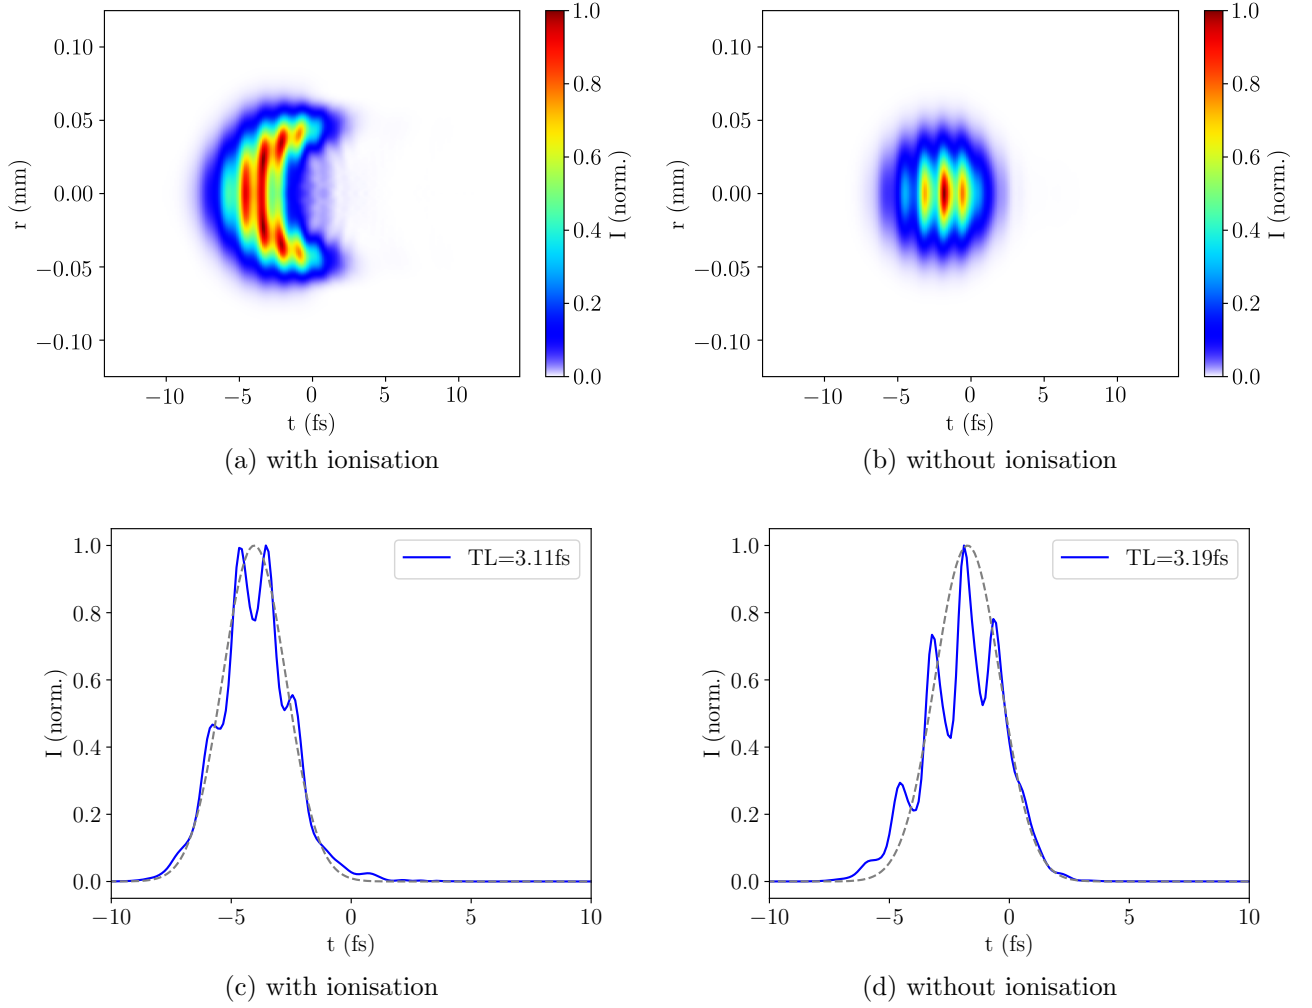 0.10
0.05
0.00
−0.05
−0.10
r (mm)
−10 −5 0 5 10
t (fs)
1.0
0.8
0.6
0.4
0.2
0.0
I (norm.)
(a) with ionisation
0.10
0.05
0.00
−0.05
−0.10
r (mm)
−10 −5 0 5 10
t (fs)
1.0
0.8
0.6
0.4
0.2
0.0
I (norm.)
(b) without ionisation
1.0
0.8
0.6
0.4
0.2
0.0
I (norm.)
TL=3.11fs
−10 −5 0 5 10
t (fs)
(c) with ionisation
1.0
0.8
0.6
0.4
0.2
0.0
I (norm.)
TL=3.19fs
−10 −5 0 5 10
t (fs)
(d) without ionisation